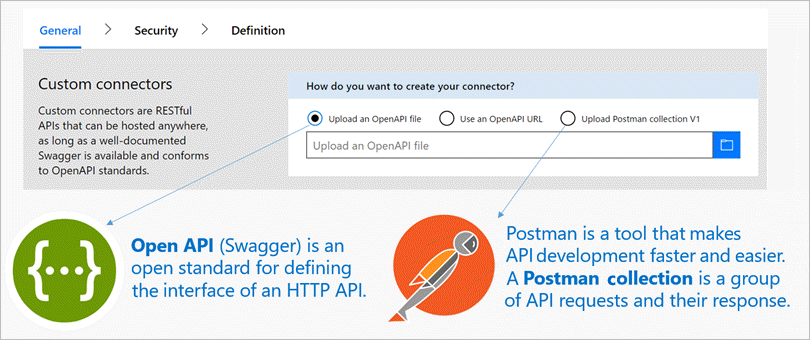 General > Security > Definition
Custom connectors
Custom connectors are RESTful
APIs that can be hosted anywhere,
as long as a well-documented
Swagger is available and conforms
to OpenAPI standards.
How do you want to create your connector?
Upload an OpenAPI file Use an OpenAPI URL Upload Postman collection V1
Upload an OpenAPI file
{···}
Open API (Swagger) is an
open standard for defining
the interface of an HTTP API.
Postman is a tool that makes
API development faster and easier.
A Postman collection is a group
of API requests and their response.